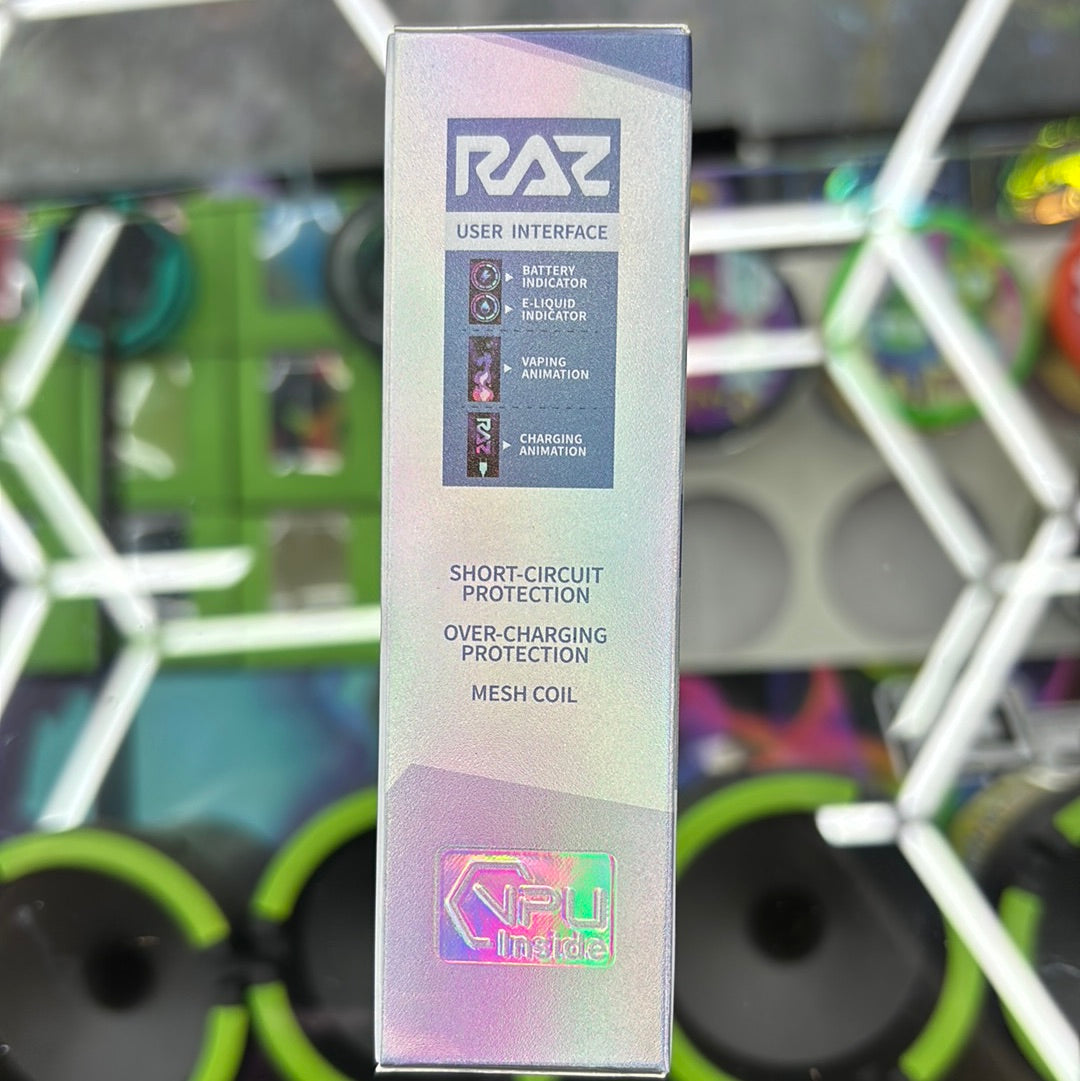 RAZ
USER INTERFACE
BATTERY
INDICATOR
E-LIQUID
INDICATOR
VAPING
ANIMATION
RAZ
CHARGING
ANIMATION
SHORT-CIRCUIT
PROTECTION
OVER-CHARGING
PROTECTION
MESH COIL
VPU
Inside